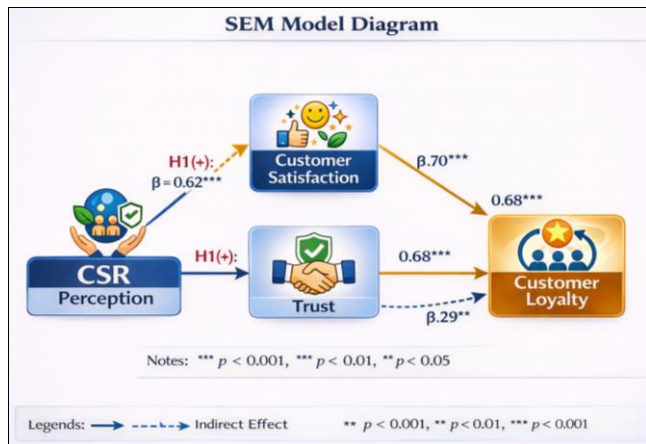 SEM Model Diagram
H1(+):
β = 0.62***
Customer
Satisfaction
β.70***
0.68***
CSR
Perception
H1(+):
Trust
0.68***
β.29**
Customer
Loyalty
Notes: *** p < 0.001, *** p < 0.01, ** p < 0.05
Legends: Indirect Effect ** p < 0.001, ** p < 0.01, *** p < 0.001